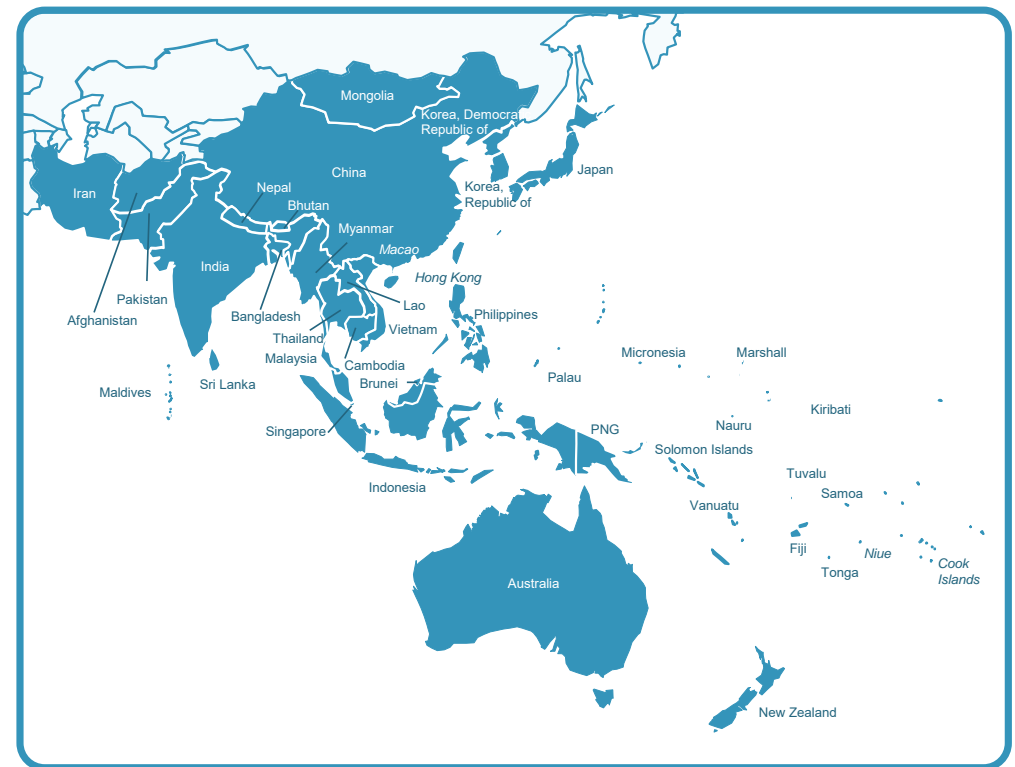 Mongolia
Korea, Democra
Republic of
China
Japan
Iran
Nepal
Korea,
Republic of
Bhutan
Myanmar
Macao
India
Hong Kong
Pakistan
Lao
Afghanistan
Bangladesh
Philippines
Thailand
Vietnam
Malaysia
Cambodia
Micronesia
Marshall
Brunei
Palau
Maldives
Sri Lanka
Kiribati
Singapore
PNG
Nauru
Solomon Islands
Indonesia
Tuvalu
Samoa
Vanuatu
Fiji
Niue
Cook
Islands
Tonga
Australia
New Zealand